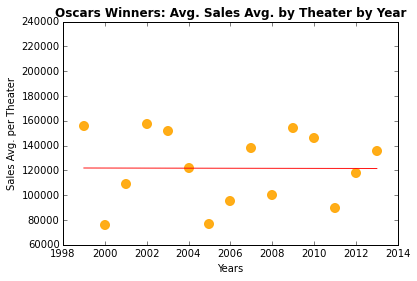 Oscars Winners: Avg. Sales Avg. by Theater by Year
240000
220000
200000
180000
160000
140000
120000
100000
80000
60000
Sales Avg. per Theater
1998 2000 2002 2004 2006 2008 2010 2012 2014
Years